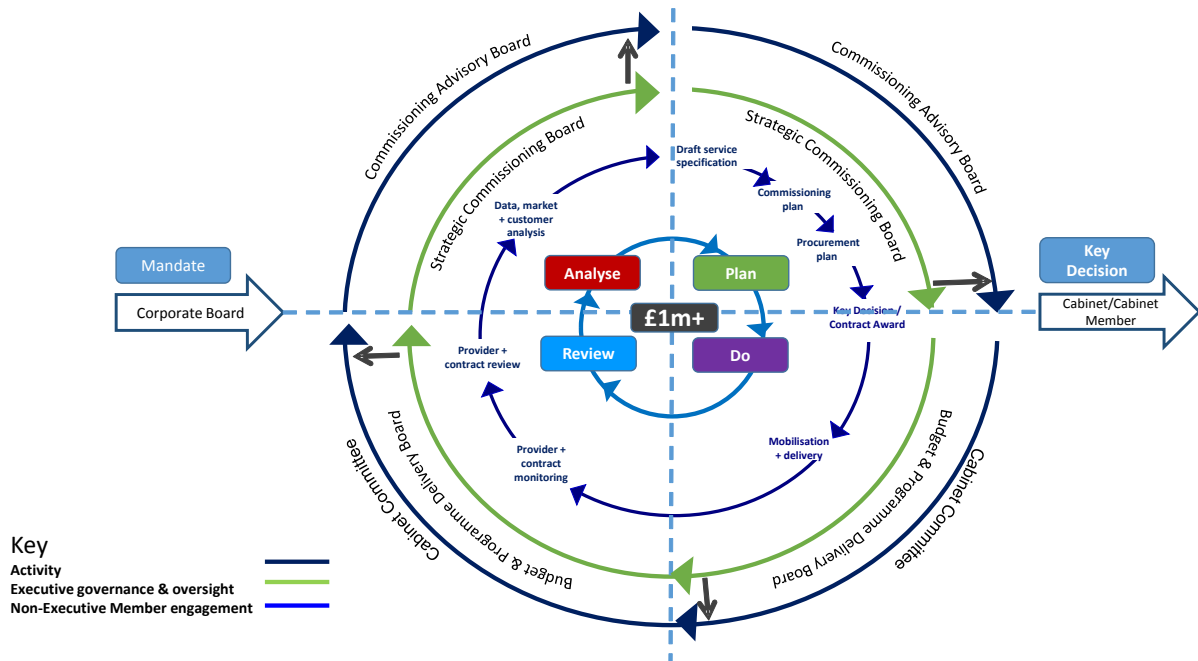 Commissioning Advisory Board
Commissioning Advisory Board
Strategic Commissioning Board
Strategic Commissioning Board
Draft service
specification
Commissioning
plan
Procurement
plan
Data, market
+ customer
analysis
Mandate
Corporate Board
Analyse
Plan
£1m+
Review
Do
Key Decision /
Contract Award
Key
Decision
Cabinet/Cabinet
Member
Provider +
contract review
Provider +
contract
monitoring
Mobilisation
+ delivery
Cabinet Committee
Budget & Programme Delivery Board
Budget & Programme Delivery Board
Cabinet Committee
Key
Activity
Executive governance & oversight
Non-Executive Member engagement